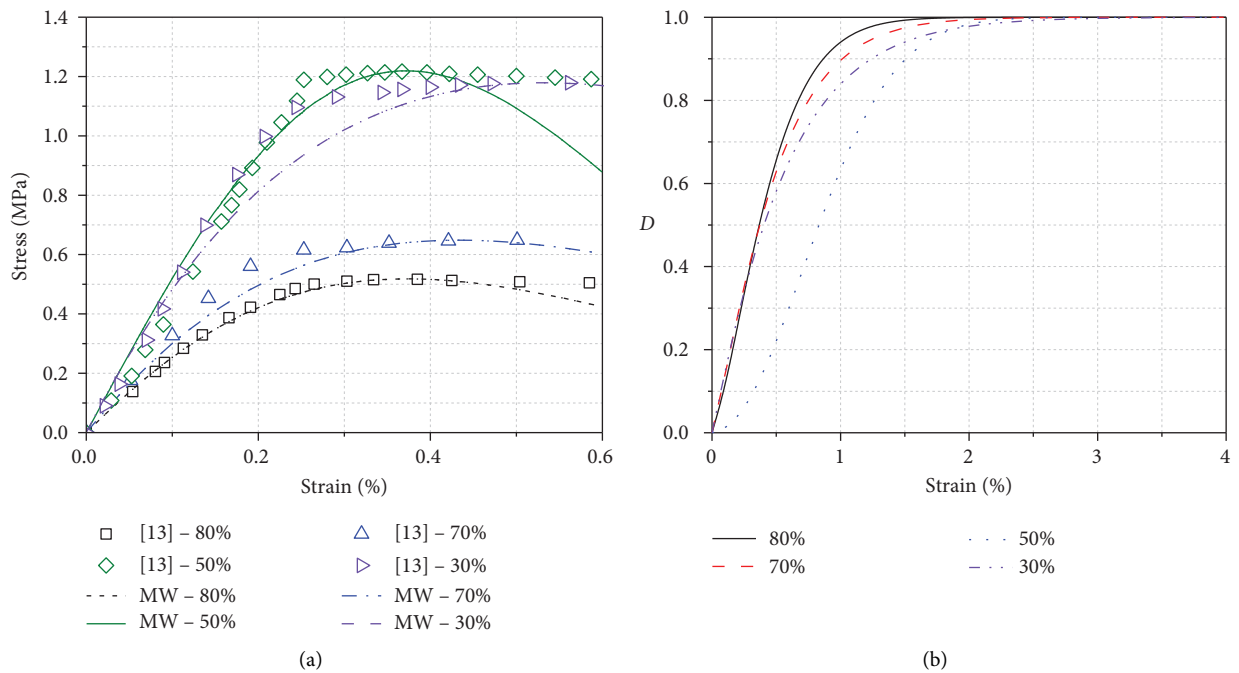 1.4
1.2
1.0
0.8
0.6
0.4
0.2
0.0
Stress (MPa)
0.0 0.2 0.4 0.6
Strain (%)
[13] – 80% [13] – 70%
[13] – 50% [13] – 30%
MW – 80% MW – 70%
MW – 50% MW – 30%
(a)
1.0
0.8
0.6
0.4
0.2
0.0
D
0 1 2 3 4
Strain (%)
80% 50%
70% 30%
(b)